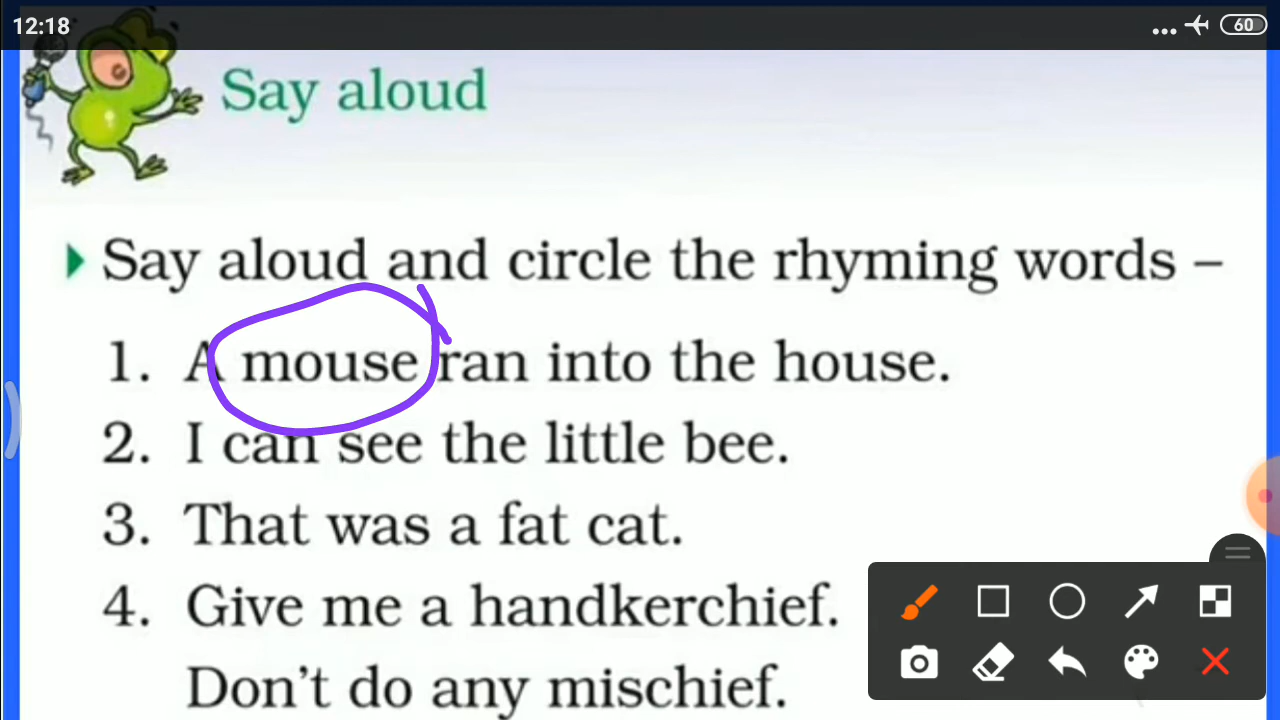 12:18
60
Say aloud
Say aloud and circle the rhyming words –
1. A mouse ran into the house.
2. I can see the little bee.
3. That was a fat cat.
4. Give me a handkerchief.
Don't do any mischief.